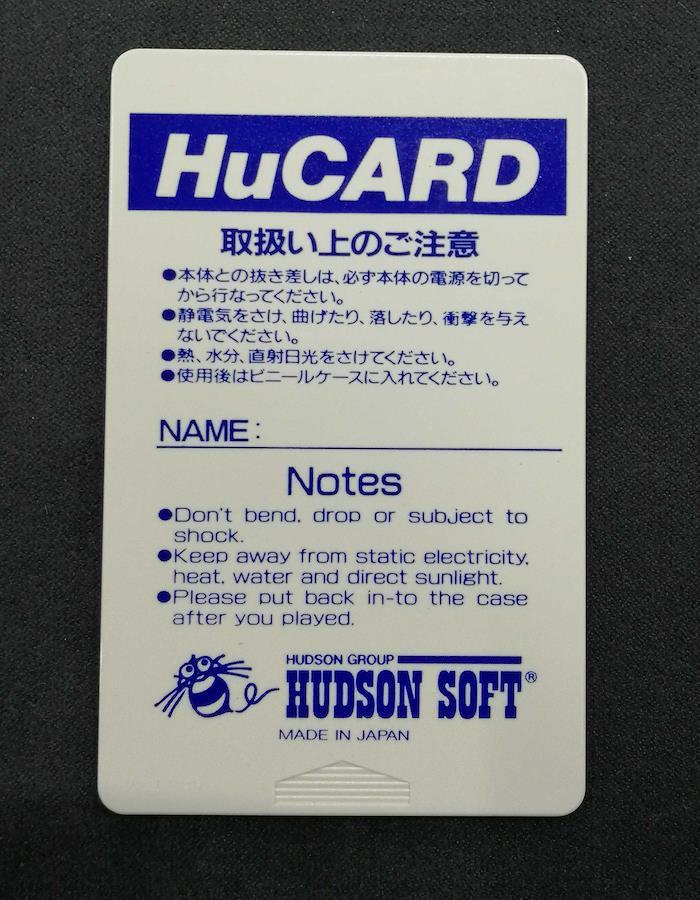 HuCARD
取扱い上のご注意
●本体との抜き差しは、必ず本体の電源を切って
から行なってください。
●静電気をさけ、曲げたり、落したり、衝撃を与え
ないでください。
●熱、水分、直射日光をさけてください。
●使用後はビニールケースに入れてください。
NAME:
Notes
●Don't bend, drop or subject to
shock.
●Keep away from static electricity,
heat, water and direct sunlight.
●Please put back in-to the case
after you played.
HUDSON GROUP
HUDSON SOFT®
MADE IN JAPAN